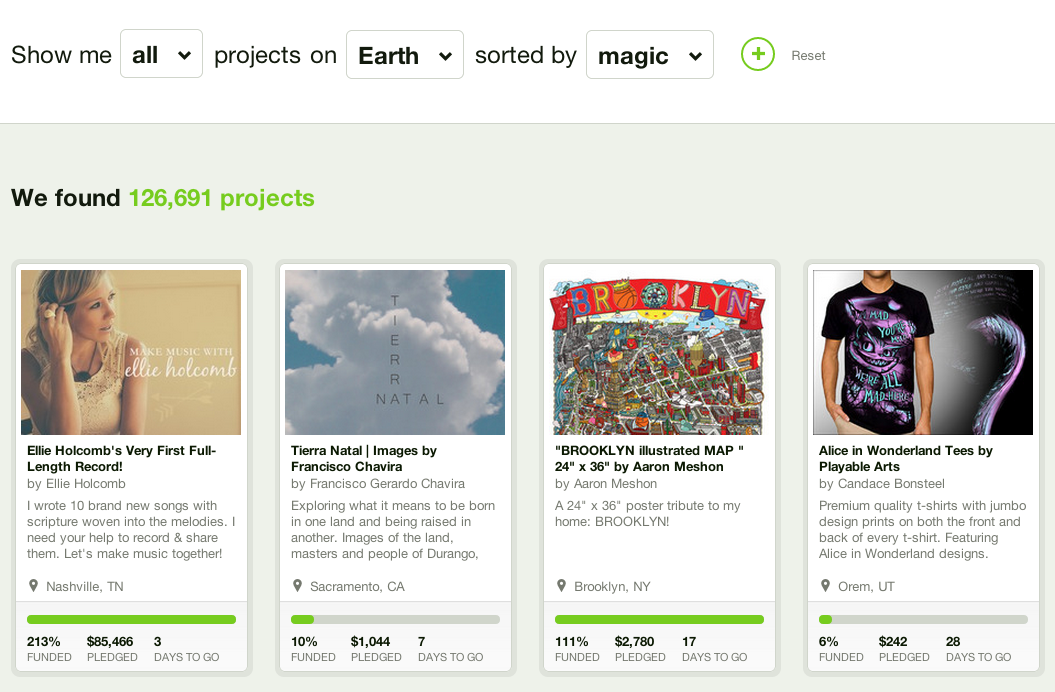 Show me all projects on Earth sorted by magic Reset
We found 126,691 projects
MAKE MUSIC WITH
ellie holcomb
Ellie Holcomb's Very First Full-
Length Record!
by Ellie Holcomb
I wrote 10 brand new songs with
scripture woven into the melodies. I
need your help to record & share
them. Let's make music together!
Nashville, TN
213% $85,466 3
FUNDED PLEDGED DAYS TO GO
T
I
E
R
R
NATAL
Tierra Natal | Images by
Francisco Chavira
by Francisco Gerardo Chavira
Exploring what it means to be born
in one land and being raised in
another. Images of the land,
masters and people of Durango,
Sacramento, CA
10% $1,044 7
FUNDED PLEDGED DAYS TO GO
BROOKLYN
"BROOKLYN illustrated MAP "
24" x 36" by Aaron Meshon
by Aaron Meshon
A 24" x 36" poster tribute to my
home: BROOKLYN!
Brooklyn, NY
111% $2,780 17
FUNDED PLEDGED DAYS TO GO
MAD
YOU'RE
WE'RE ALL
MAD HERE
Alice in Wonderland Tees by
Playable Arts
by Candace Bonsteel
Premium quality t-shirts with jumbo
design prints on both the front and
back of every t-shirt. Featuring
Alice in Wonderland designs.
Orem, UT
6% $242 28
FUNDED PLEDGED DAYS TO GO